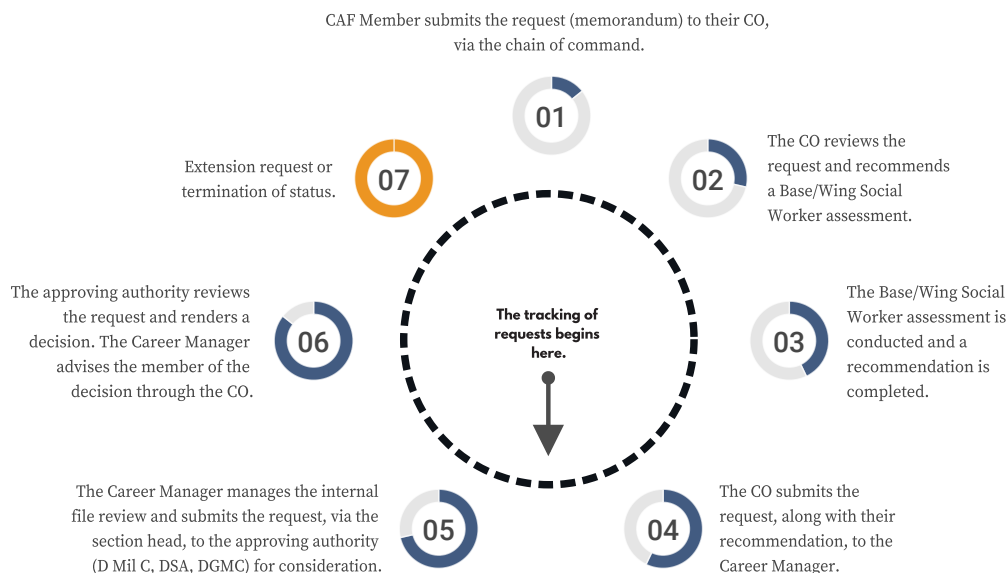 CAF Member submits the request (memorandum) to their CO,
via the chain of command.
01
02
The CO reviews the
request and recommends
a Base/Wing Social
Worker assessment.
03
The Base/Wing Social
Worker assessment is
conducted and a
recommendation is
completed.
04
The CO submits the
request, along with their
recommendation, to the
Career Manager.
05
The Career Manager manages the internal
file review and submits the request, via the
section head, to the approving authority
(D Mil C, DSA, DGMC) for consideration.
06
The approving authority reviews
the request and renders a
decision. The Career Manager
advises the member of the
decision through the CO.
07
Extension request or
termination of status.
The tracking of
requests begins
here.